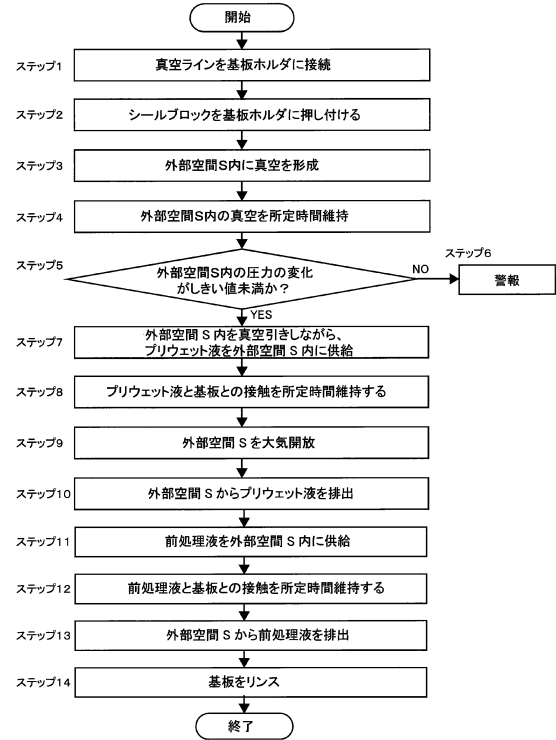 開始
ステップ1
真空ラインを基板ホルダに接続
ステップ2
シールブロックを基板ホルダに押し付ける
ステップ3
外部空間S内に真空を形成
ステップ4
外部空間S内の真空を所定時間維持
ステップ5
外部空間S内の圧力の変化
がしきい値未満か？
NO
ステップ6
警報
YES
ステップ7
外部空間S内を真空引きしながら、
プリウェット液を外部空間S内に供給
ステップ8
プリウェット液と基板との接触を所定時間維持する
ステップ9
外部空間Sを大気開放
ステップ10
外部空間Sからプリウェット液を排出
ステップ11
前処理液を外部空間S内に供給
ステップ12
前処理液と基板との接触を所定時間維持する
ステップ13
外部空間Sから前処理液を排出
ステップ14
基板をリンス
終了